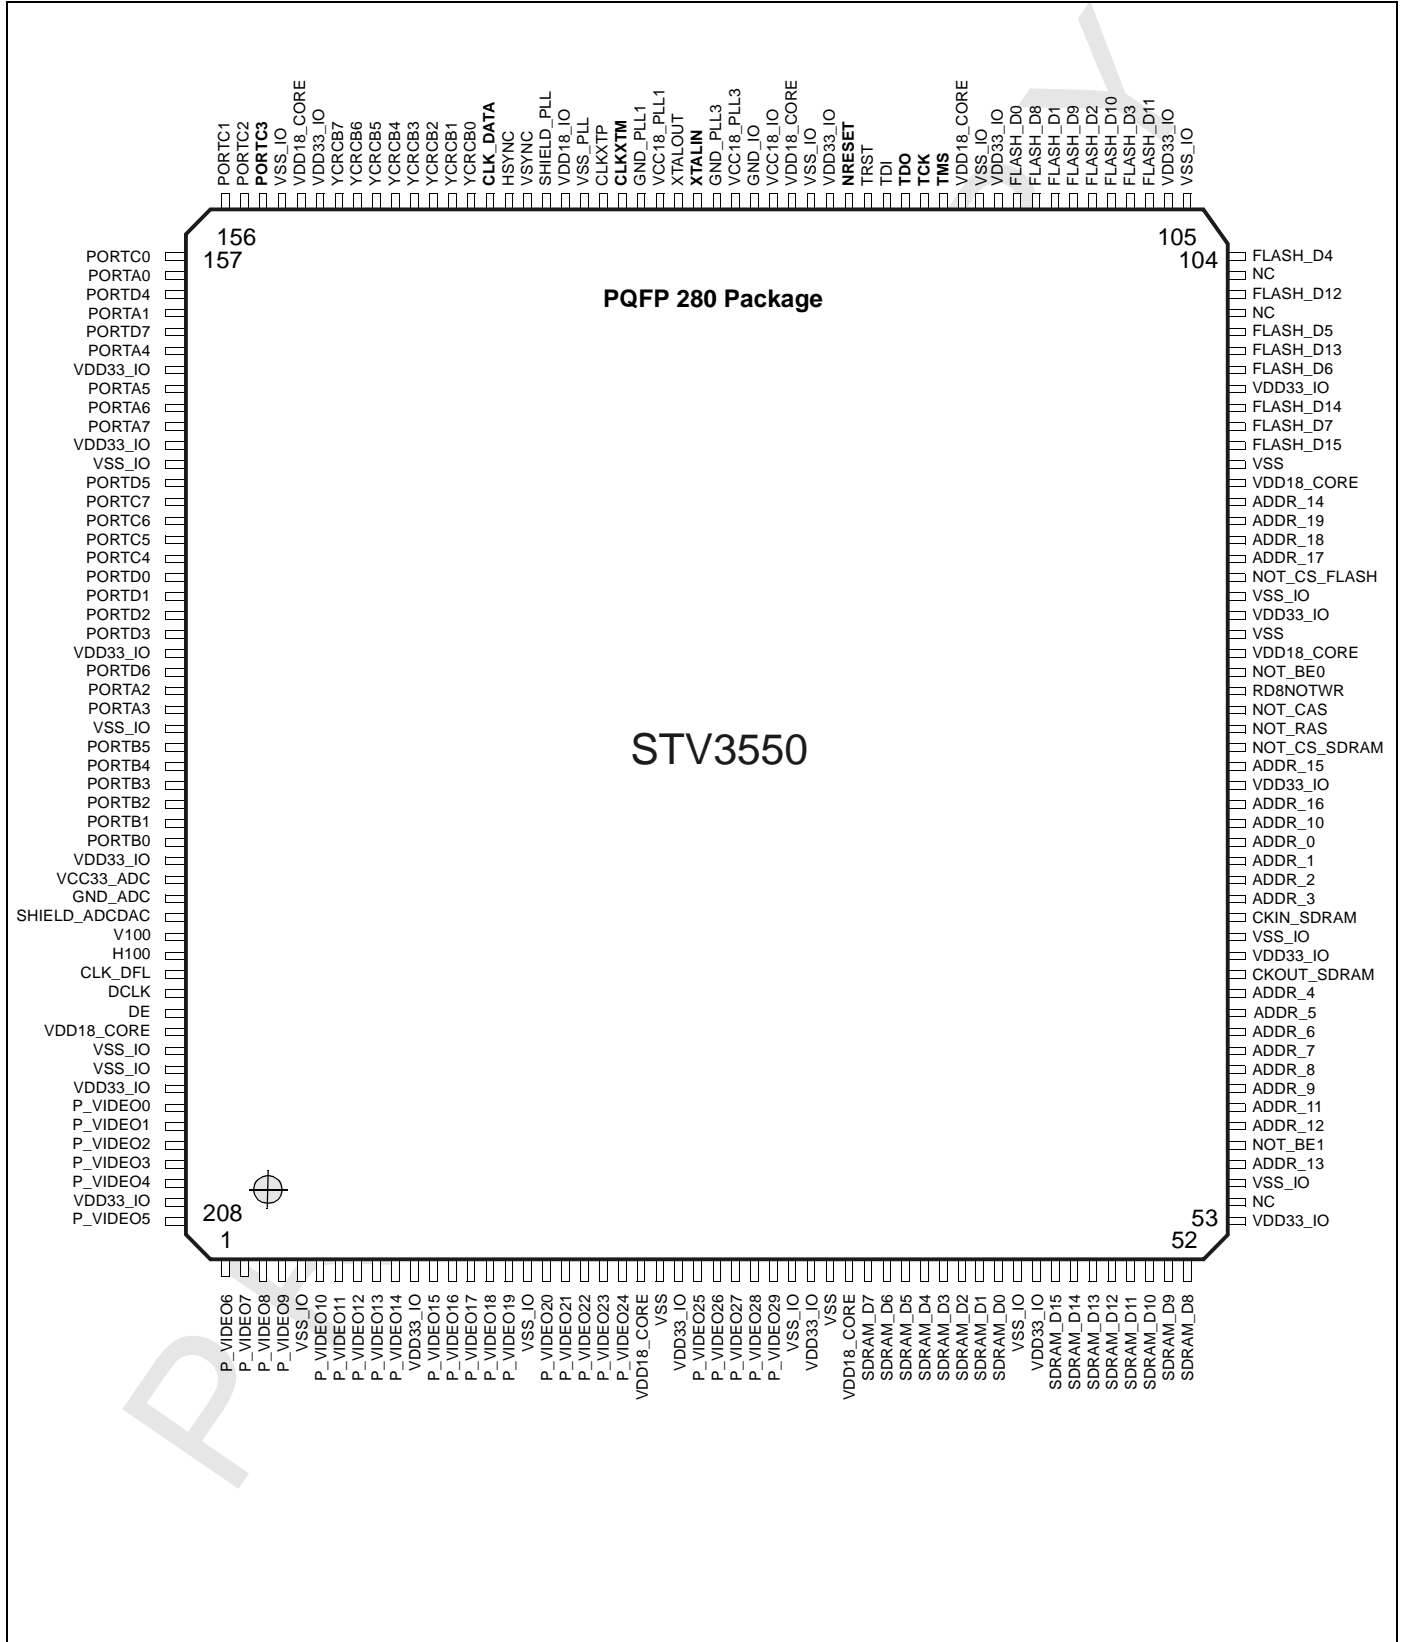 PORTC1
PORTC2
PORTC3
VSS_IO
VDD18_CORE
VDD33_IO
YCRCB7
YCRCB6
YCRCB5
YCRCB4
YCRCB3
YCRCB2
YCRCB1
YCRCB0
CLK_DATA
HSYNC
VSYNC
SHIELD_PLL
VDD18_IO
VSS_PLL
CLKXTP
CLKXTM
GND_PLL1
VCC18_PLL1
XTALOUT
XTALIN
GND_PLL3
VCC18_PLL3
GND_IO
VCC18_IO
VDD18_CORE
VSS_IO
VDD33_IO
NRESET
TRST
TDI
TDO
TCK
TMS
VDD18_CORE
VSS_IO
VDD33_IO
FLASH_D0
FLASH_D8
FLASH_D1
FLASH_D9
FLASH_D2
FLASH_D10
FLASH_D3
FLASH_D11
VDD33_IO
VSS_IO
156
157
105
104
PQFP 280 Package
STV3550
PORTC0
PORTA0
PORTD4
PORTA1
PORTD7
PORTA4
VDD33_IO
PORTA5
PORTA6
PORTA7
VDD33_IO
VSS_IO
PORTD5
PORTC7
PORTC6
PORTC5
PORTC4
PORTD0
PORTD1
PORTD2
PORTD3
VDD33_IO
PORTD6
PORTA2
PORTA3
VSS_IO
PORTB5
PORTB4
PORTB3
PORTB2
PORTB1
PORTB0
VDD33_IO
VCC33_ADC
GND_ADC
SHIELD_ADCDAC
V100
H100
CLK_DFL
DCLK
DE
VDD18_CORE
VSS_IO
VSS_IO
VDD33_IO
P_VIDEO0
P_VIDEO1
P_VIDEO2
P_VIDEO3
P_VIDEO4
VDD33_IO
P_VIDEO5
FLASH_D4
NC
FLASH_D12
NC
FLASH_D5
FLASH_D13
FLASH_D6
VDD33_IO
FLASH_D14
FLASH_D7
FLASH_D15
VSS
VDD18_CORE
ADDR_14
ADDR_19
ADDR_18
ADDR_17
NOT_CS_FLASH
VSS_IO
VDD33_IO
VSS
VDD18_CORE
NOT_BE0
RD8NOTWR
NOT_CAS
NOT_RAS
NOT_CS_SDRAM
ADDR_15
VDD33_IO
ADDR_16
ADDR_10
ADDR_0
ADDR_1
ADDR_2
ADDR_3
CKIN_SDRAM
VSS_IO
VDD33_IO
CKOUT_SDRAM
ADDR_4
ADDR_5
ADDR_6
ADDR_7
ADDR_8
ADDR_9
ADDR_11
ADDR_12
NOT_BE1
ADDR_13
VSS_IO
NC
VDD33_IO
208
1
53
52
P_VIDEO6
P_VIDEO7
P_VIDEO8
P_VIDEO9
VSS_IO
P_VIDEO10
P_VIDEO11
P_VIDEO12
P_VIDEO13
P_VIDEO14
VDD33_IO
P_VIDEO15
P_VIDEO16
P_VIDEO17
P_VIDEO18
P_VIDEO19
VSS_IO
P_VIDEO20
P_VIDEO21
P_VIDEO22
P_VIDEO23
P_VIDEO24
VDD18_CORE
VSS
VDD33_IO
P_VIDEO25
P_VIDEO26
P_VIDEO27
P_VIDEO28
P_VIDEO29
VSS_IO
VDD33_IO
VSS
VDD18_CORE
SDRAM_D7
SDRAM_D6
SDRAM_D5
SDRAM_D4
SDRAM_D3
SDRAM_D2
SDRAM_D1
SDRAM_D0
VSS_IO
VDD33_IO
SDRAM_D15
SDRAM_D14
SDRAM_D13
SDRAM_D12
SDRAM_D11
SDRAM_D10
SDRAM_D9
SDRAM_D8